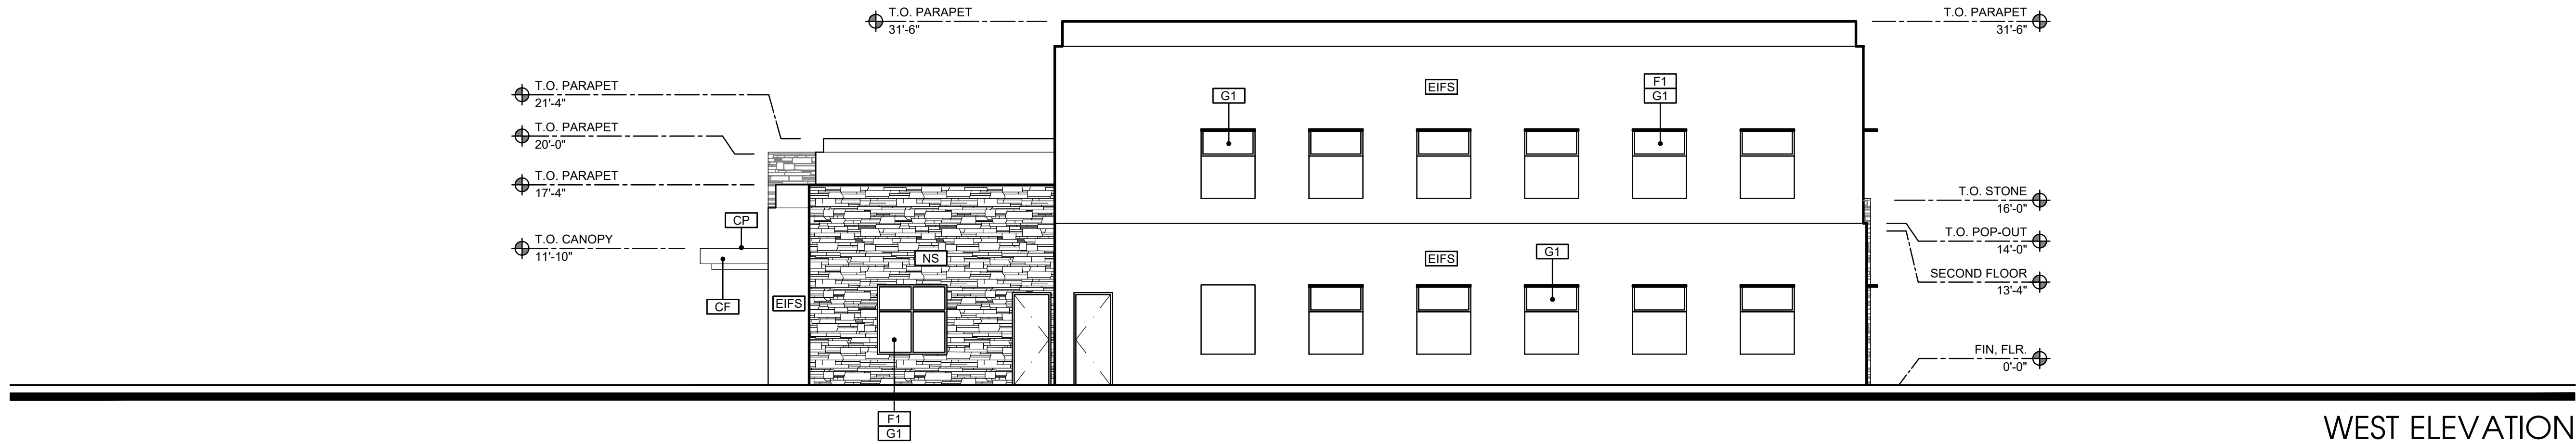 T.O. PARAPET
31'-6"
T.O. PARAPET
31'-6"
T.O. PARAPET
21'-4"
T.O. PARAPET
20'-0"
T.O. PARAPET
17'-4"
T.O. CANOPY
11'-10"
CP
CF
EIFS
NS
F1
G1
G1
EIFS
F1
G1
EIFS
G1
T.O. STONE
16'-0"
T.O. POP-OUT
14'-0"
SECOND FLOOR
13'-4"
FIN, FLR.
0'-0"
WEST ELEVATION